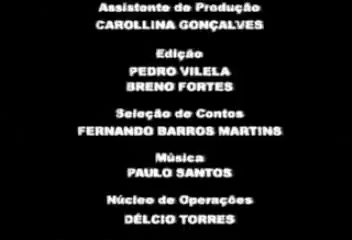 Assistente de Produção
CAROLLINA GONÇALVES
Edição
PEDRO VILELA
BRENO FORTES
Seleção de Contos
FERNANDO BARROS MARTINS
Música
PAULO SANTOS
Núcleo de Operações
DÉLCIO TORRES